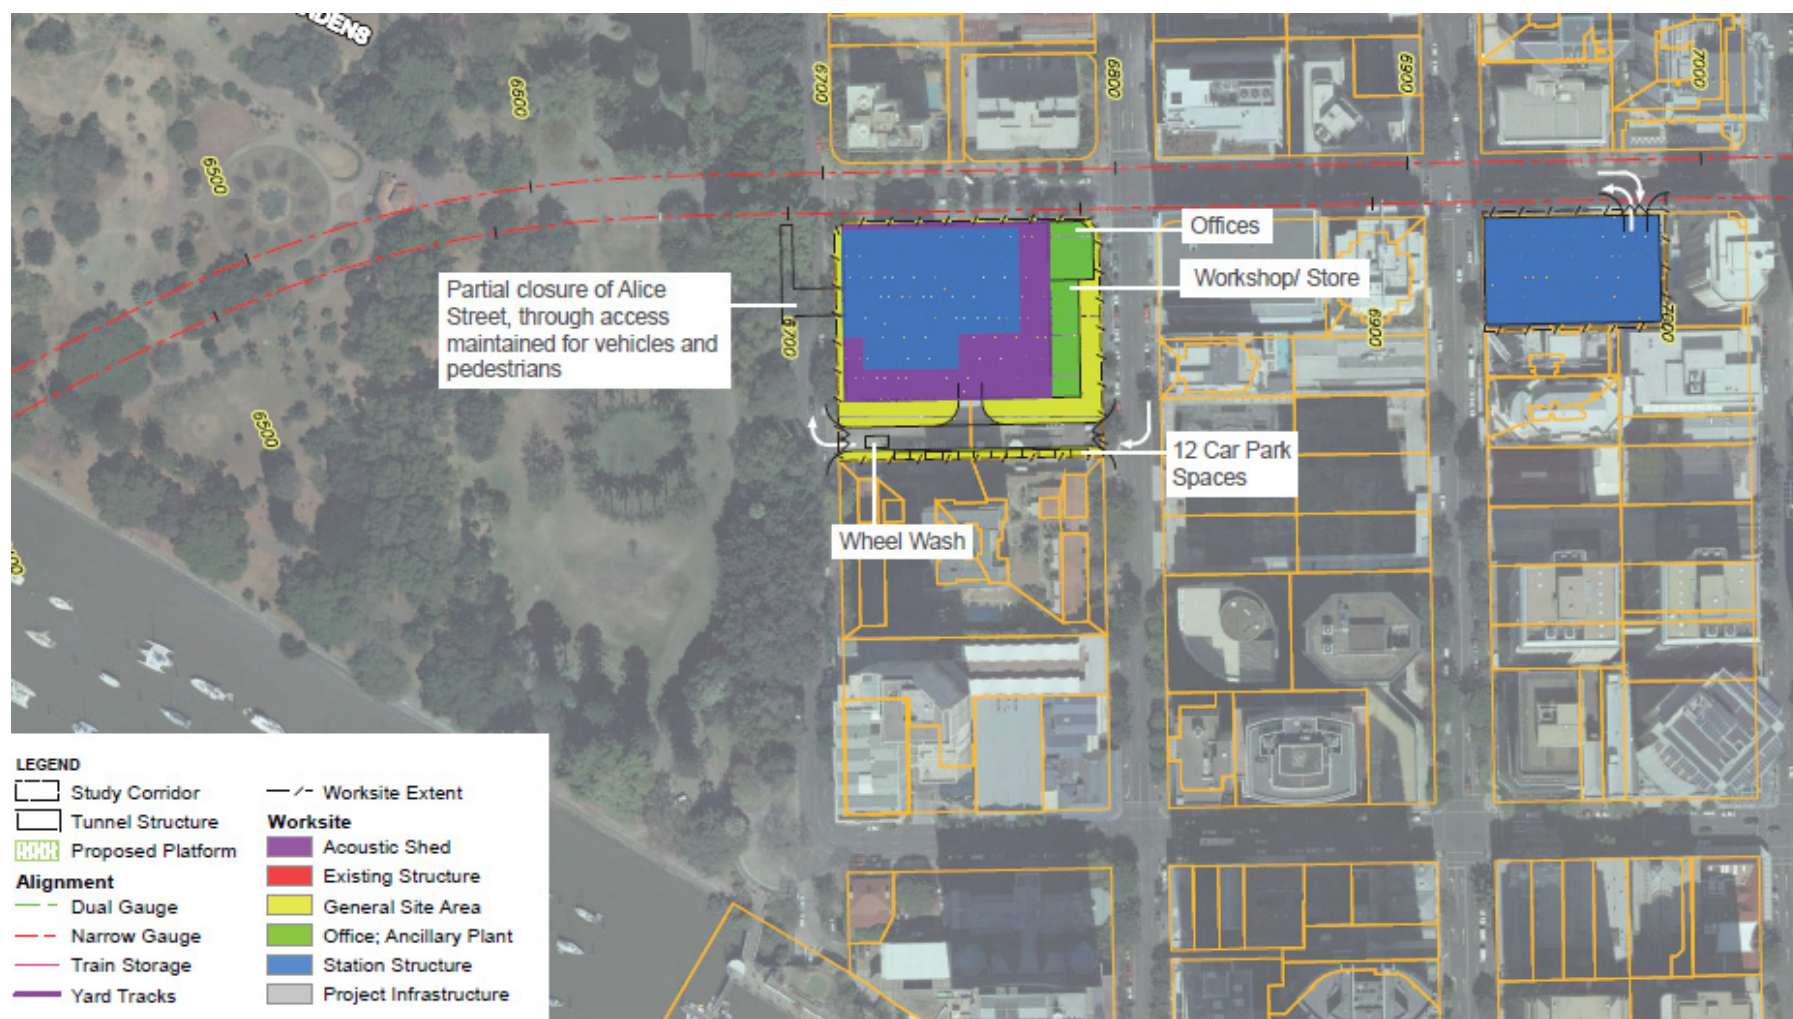 RDENS
6500
6600
6700
6800
6900
7000
Offices
Workshop/ Store
Partial closure of Alice
Street, through access
maintained for vehicles and
pedestrians
6700
6900
7000
6500
12 Car Park
Spaces
Wheel Wash
LEGEND
Study Corridor
Tunnel Structure
Proposed Platform
Alignment
Dual Gauge
Narrow Gauge
Train Storage
Yard Tracks
Worksite Extent
Worksite
Acoustic Shed
Existing Structure
General Site Area
Office; Ancillary Plant
Station Structure
Project Infrastructure